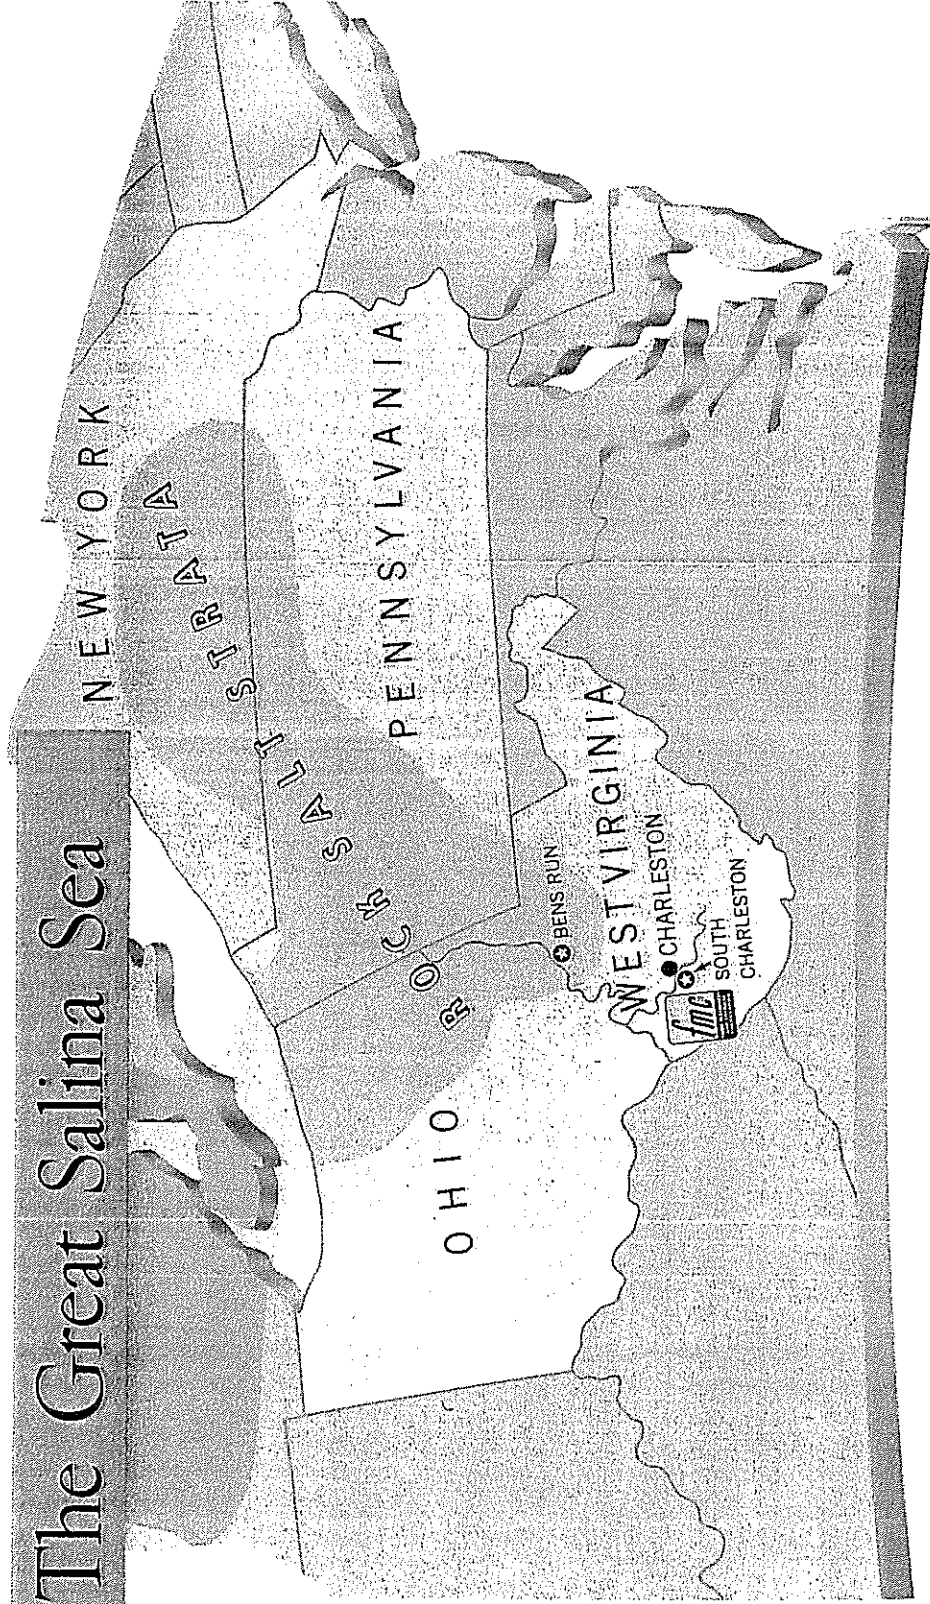 The Great Salina Sea
NEW YORK
ROCK SALT STRATA
PENNSYLVANIA
OHIO
BENS RUN
WEST VIRGINIA
CHARLESTON
SOUTH
CHARLESTON
fmc